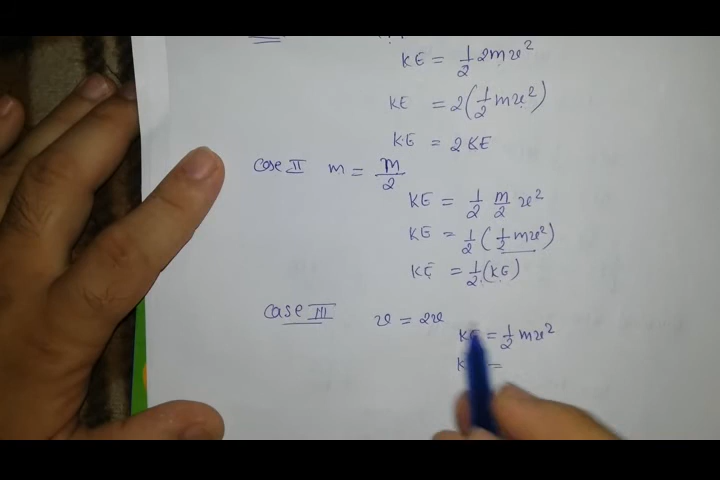 KE = 1/2 2mv²
KE = 2(1/2 mv²)
KE = 2KE
Case II m = m/2
KE = 1/2 m/2 v²
KE = 1/2 (1/2 mv²)
KE = 1/2 (KE)
Case III v = 2v
KE = 1/2 mv²
K =